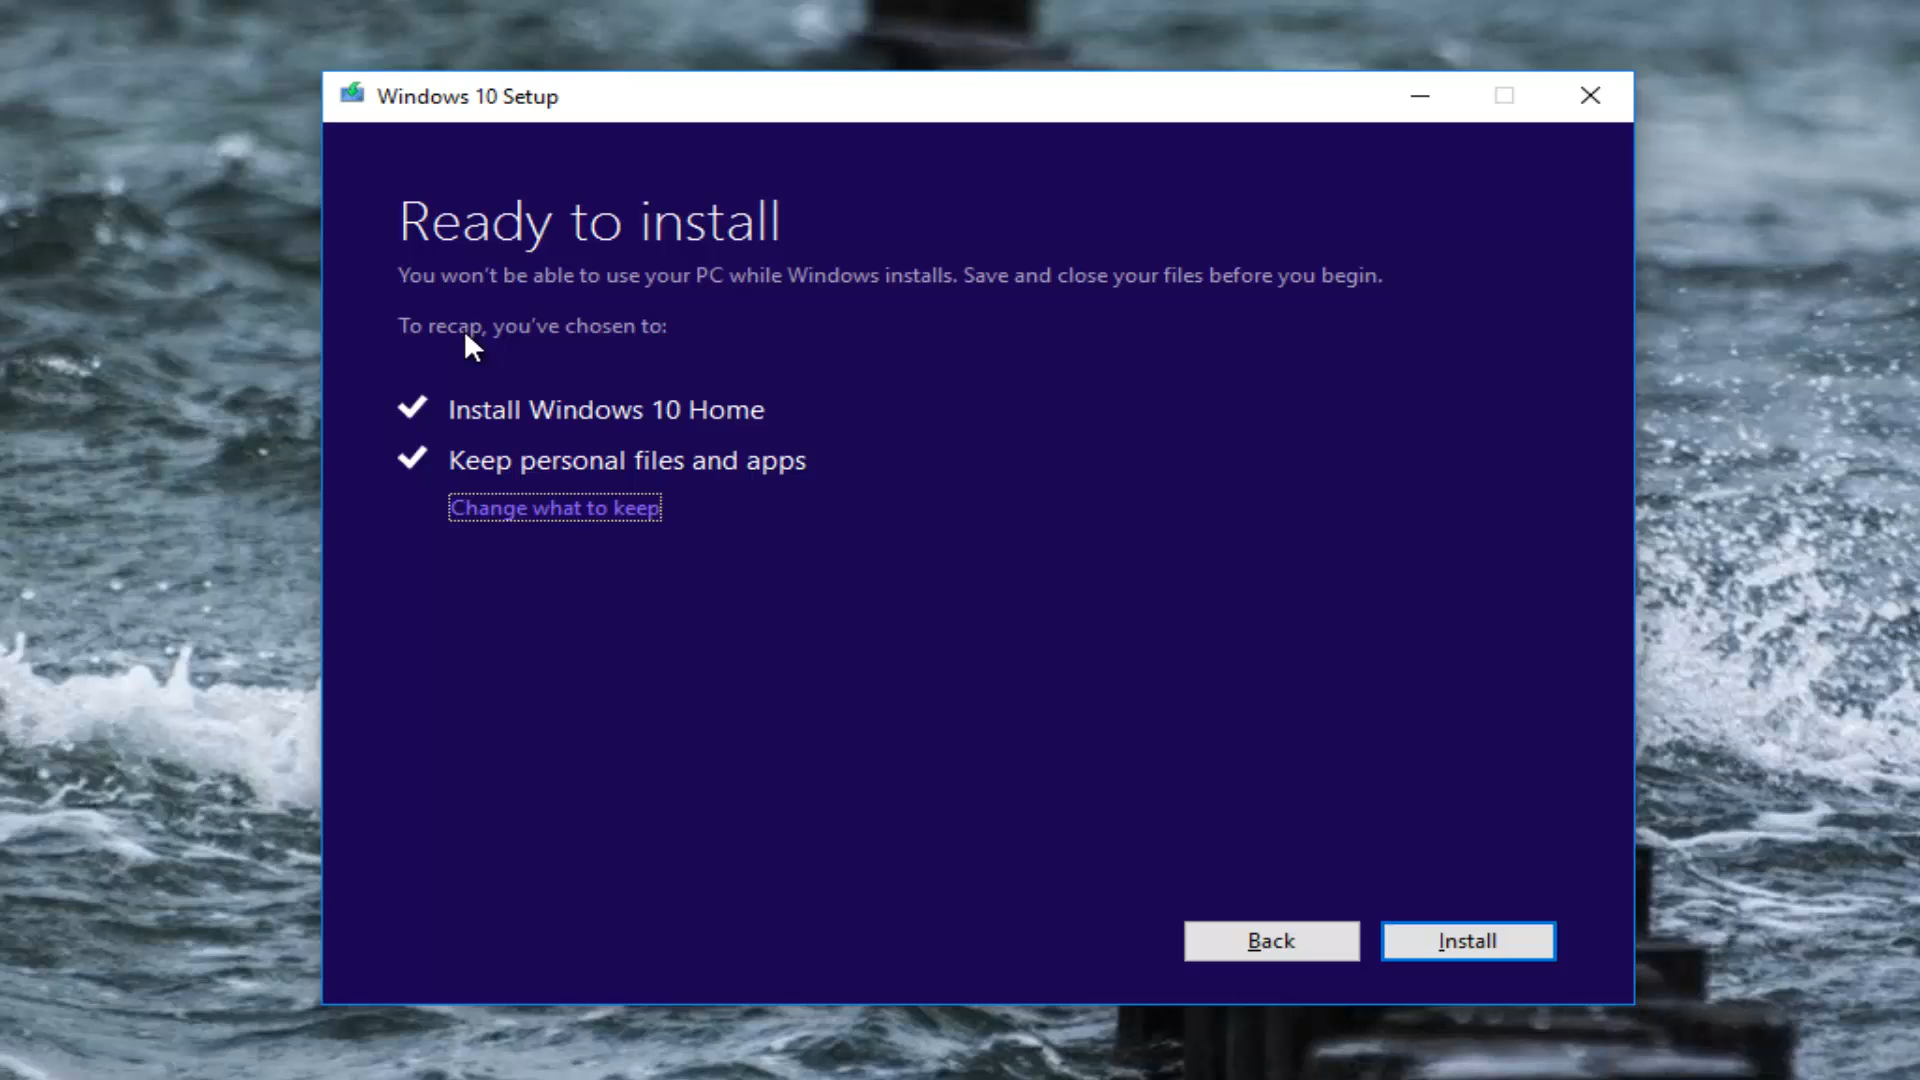 Windows 10 Setup
Ready to install
You won't be able to use your PC while Windows installs. Save and close your files before you begin.
To recap, you've chosen to:
Install Windows 10 Home
Keep personal files and apps
Change what to keep
Back
Install